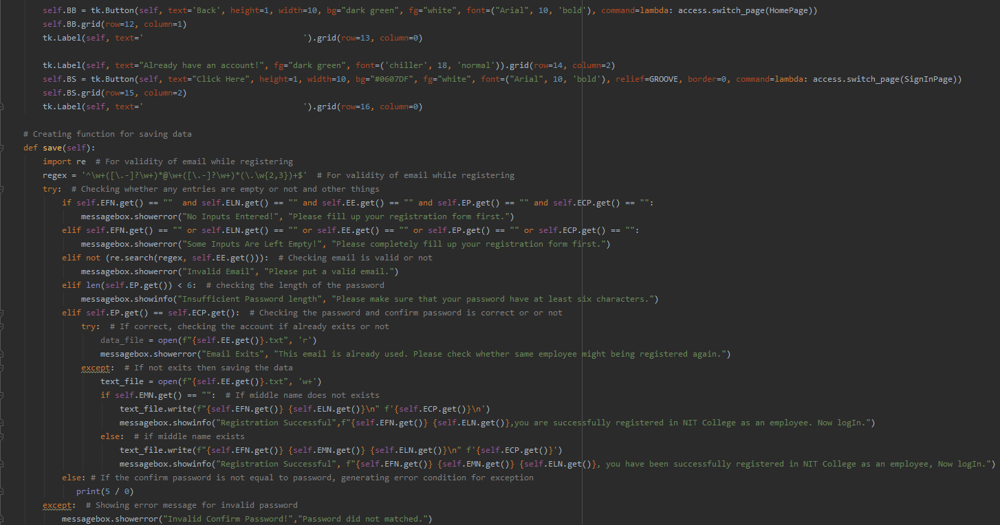 self.BB = tk.Button(self, text='Back', height=1, width=10, bg="dark green", fg="white", font=("Arial", 10, 'bold'), command=lambda: access.switch_page(HomePage))
self.BB.grid(row=12, column=1)
tk.Label(self, text='                                 ').grid(row=13, column=0)
tk.Label(self, text="Already have an account!", fg="dark green", font=('chiller', 18, 'normal')).grid(row=14, column=2)
self.BS = tk.Button(self, text="Click Here", height=1, width=10, bg="#0607DF", fg="white", font=("Arial", 10, 'bold'), relief=GROOVE, border=0, command=lambda: access.switch_page(SignInPage))
self.BS.grid(row=15, column=2)
tk.Label(self, text='                                 ').grid(row=16, column=0)
# Creating function for saving data
def save(self):
import re  # For validity of email while registering
regex = '^\w+([\.-]?\w+)*@\w+([\.-]?\w+)*(\.\w{2,3})+$'  # For validity of email while registering
try:  # Checking whether any entries are empty or not and other things
if self.EFN.get() == ""  and self.ELN.get() == "" and self.EE.get() == "" and self.EP.get() == "" and self.ECP.get() == "":
messagebox.showerror("No Inputs Entered!", "Please fill up your registration form first.")
elif self.EFN.get() == "" or self.ELN.get() == "" or self.EE.get() == "" or self.EP.get() == "" or self.ECP.get() == "":
messagebox.showerror("Some Inputs Are Left Empty!", "Please completely fill up your registration form first.")
elif not (re.search(regex, self.EE.get())):  # Checking email is valid or not
messagebox.showerror("Invalid Email", "Please put a valid email.")
elif len(self.EP.get()) < 6:  # checking the length of the password
messagebox.showinfo("Insufficient Password length", "Please make sure that your password have at least six characters.")
elif self.EP.get() == self.ECP.get():  # Checking the password and confirm password is correct or or not
try:  # If correct, checking the account if already exits or not
data_file = open(f"{self.EE.get()}.txt", 'r')
messagebox.showerror("Email Exits", "This email is already used. Please check whether same employee might being registered again.")
except:  # If not exits then saving the data
text_file = open(f"{self.EE.get()}.txt", 'w+')
if self.EMN.get() == "":  # If middle name does not exists
text_file.write(f"{self.EFN.get()} {self.ELN.get()}\n" f'{self.ECP.get()}\n')
messagebox.showinfo("Registration Successful",f"{self.EFN.get()} {self.ELN.get()},you are successfully registered in NIT College as an employee. Now logIn.")
else:  # if middle name exists
text_file.write(f"{self.EFN.get()} {self.EMN.get()} {self.ELN.get()}\n" f'{self.ECP.get()}')
messagebox.showinfo("Registration Successful", f"{self.EFN.get()} {self.EMN.get()} {self.ELN.get()}, you have been successfully registered in NIT College as an employee, Now logIn.")
else: # If the confirm password is not equal to password, generating error condition for exception
print(5 / 0)
except:  # Showing error message for invalid password
messagebox.showerror("Invalid Confirm Password!","Password did not matched.")